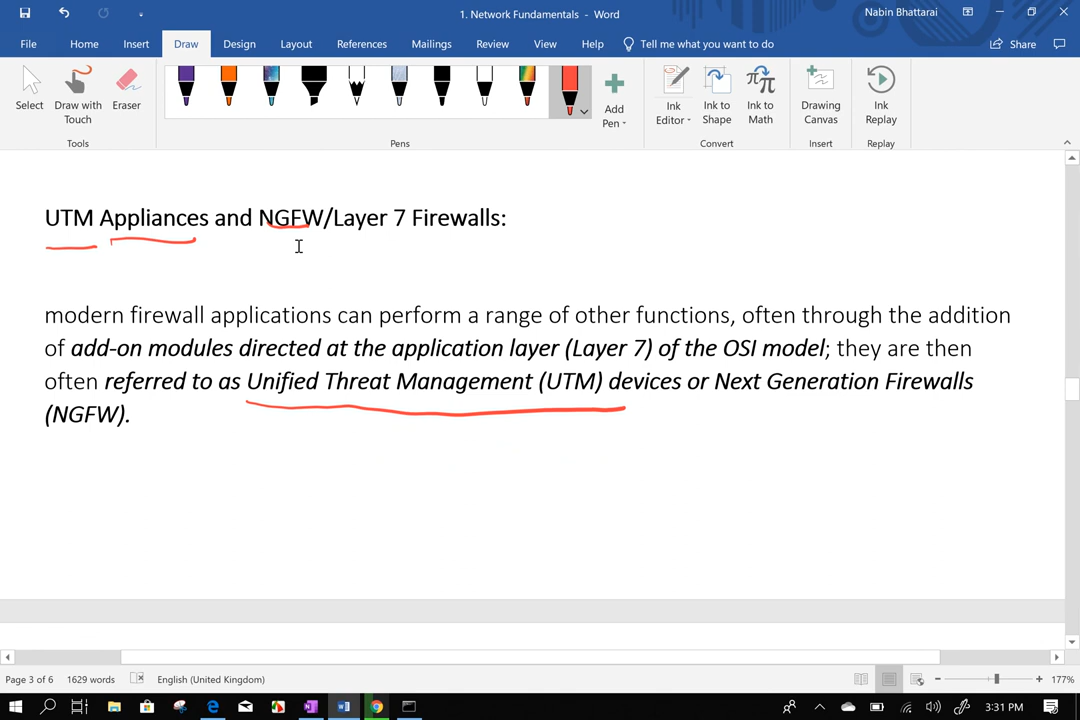 1. Network Fundamentals - Word
Nabin Bhattarai
File Home Insert Draw Design Layout References Mailings Review View Help Tell me what you want to do Share
Select
Draw with Touch
Eraser
Add Pen
Ink Editor
Ink to Shape
Ink to Math
Drawing Canvas
Ink Replay
Tools Pens Convert Insert Replay
UTM Appliances and NGFW/Layer 7 Firewalls:
modern firewall applications can perform a range of other functions, often through the addition
of add-on modules directed at the application layer (Layer 7) of the OSI model; they are then
often referred to as Unified Threat Management (UTM) devices or Next Generation Firewalls
(NGFW).
Page 3 of 6 1629 words English (United Kingdom) 177%
3:31 PM